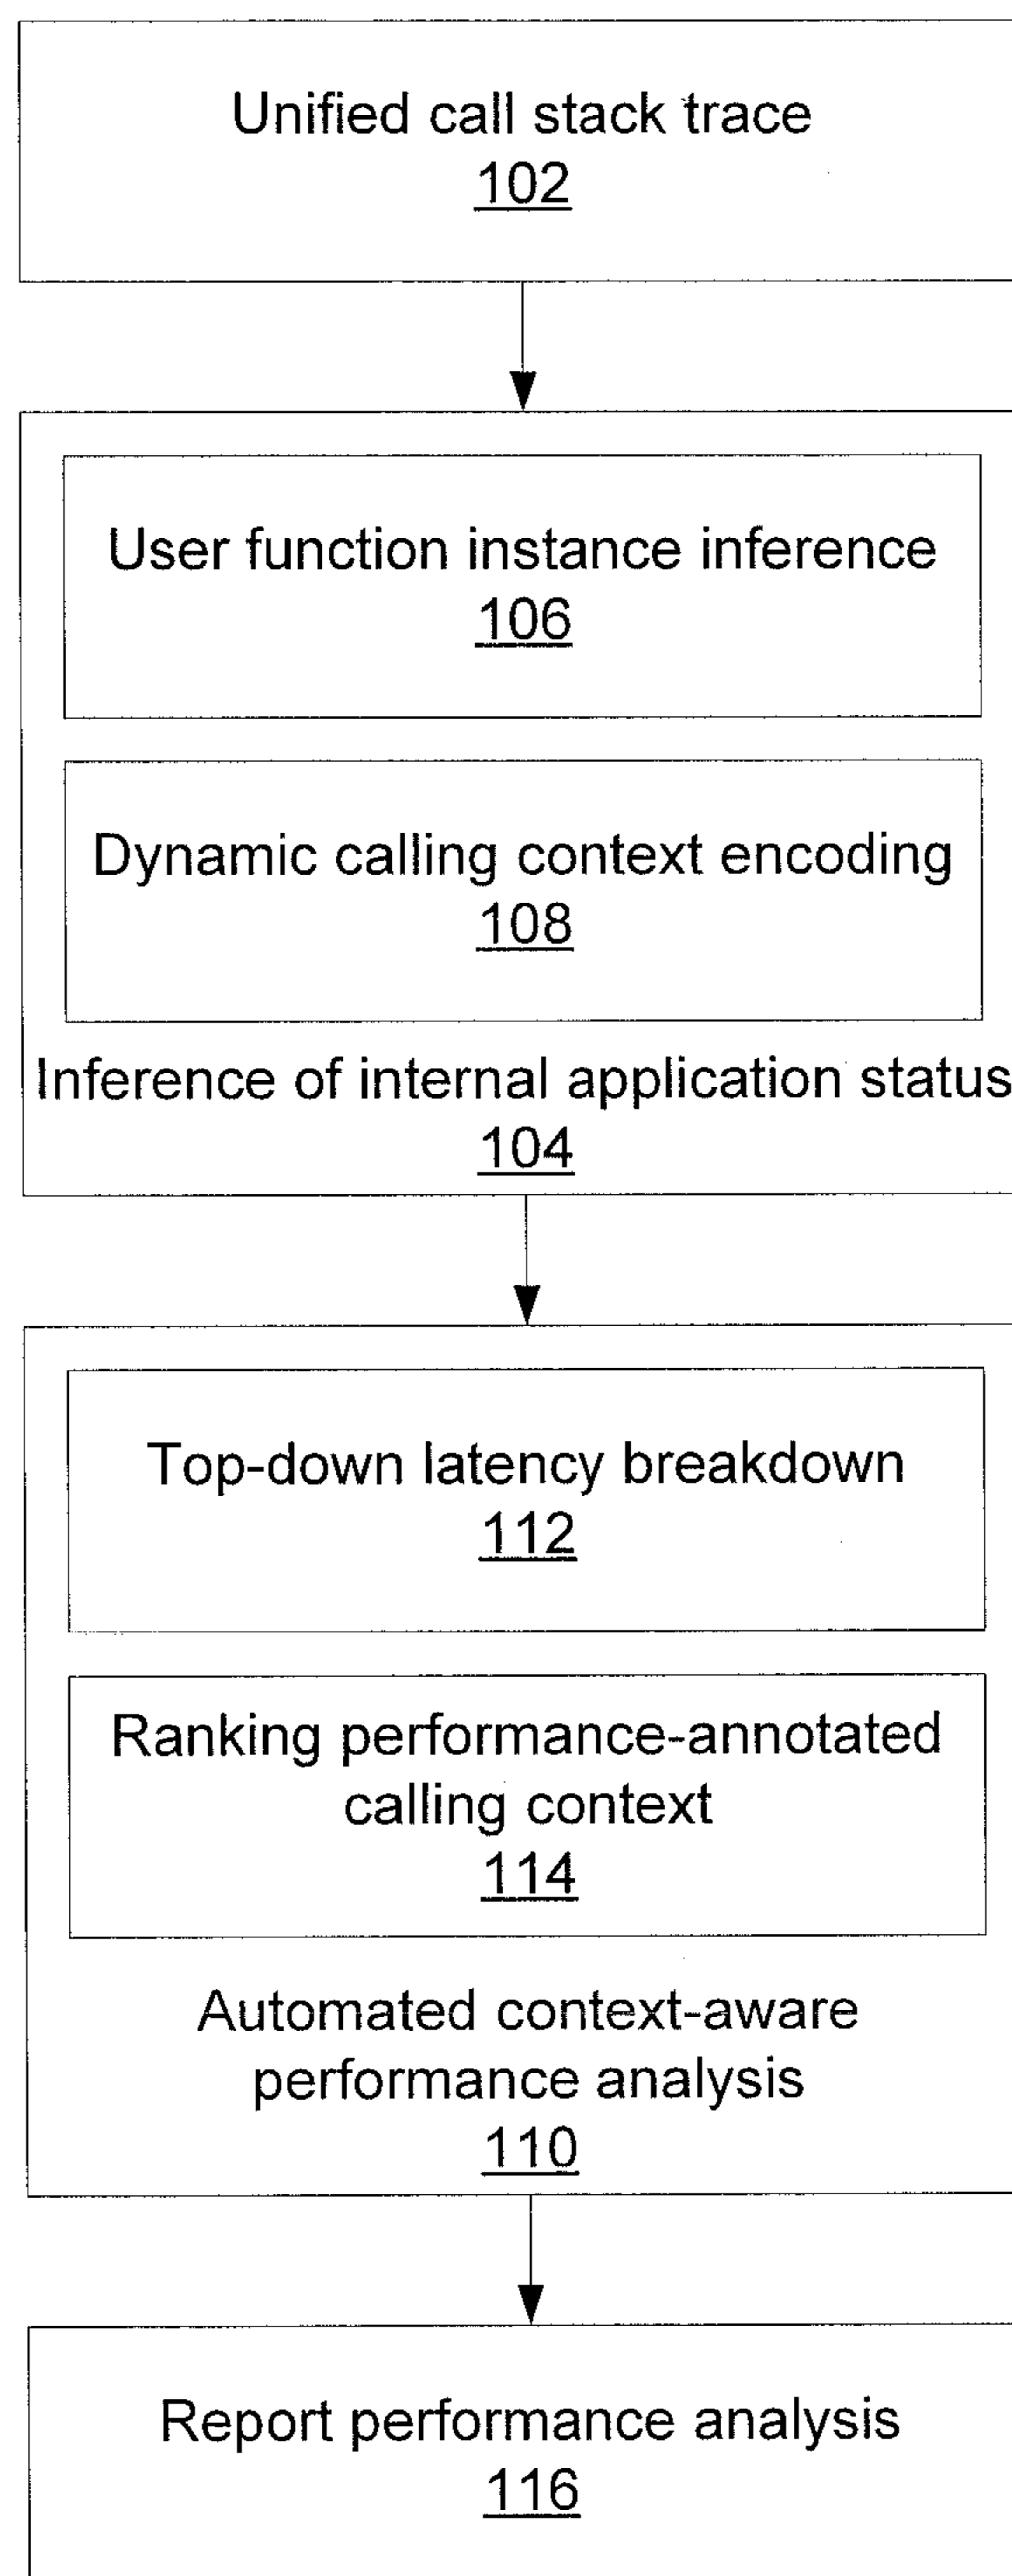 Unified call stack trace
102
User function instance inference
106
Dynamic calling context encoding
108
Inference of internal application status
104
Top-down latency breakdown
112
Ranking performance-annotated
calling context
114
Automated context-aware
performance analysis
110
Report performance analysis
116